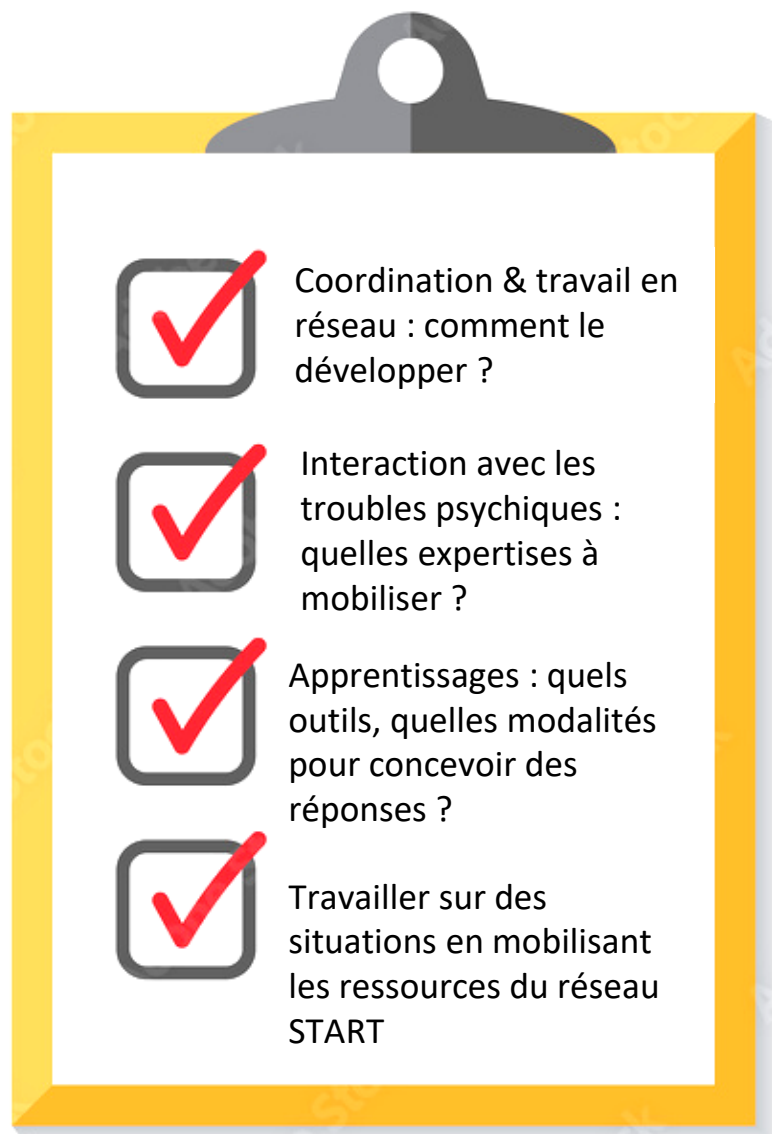 Coordination & travail en
réseau : comment le
développer ?
Interaction avec les
troubles psychiques :
quelles expertises à
mobiliser ?
Apprentissages : quels
outils, quelles modalités
pour concevoir des
réponses ?
Travailler sur des
situations en mobilisant
les ressources du réseau
START